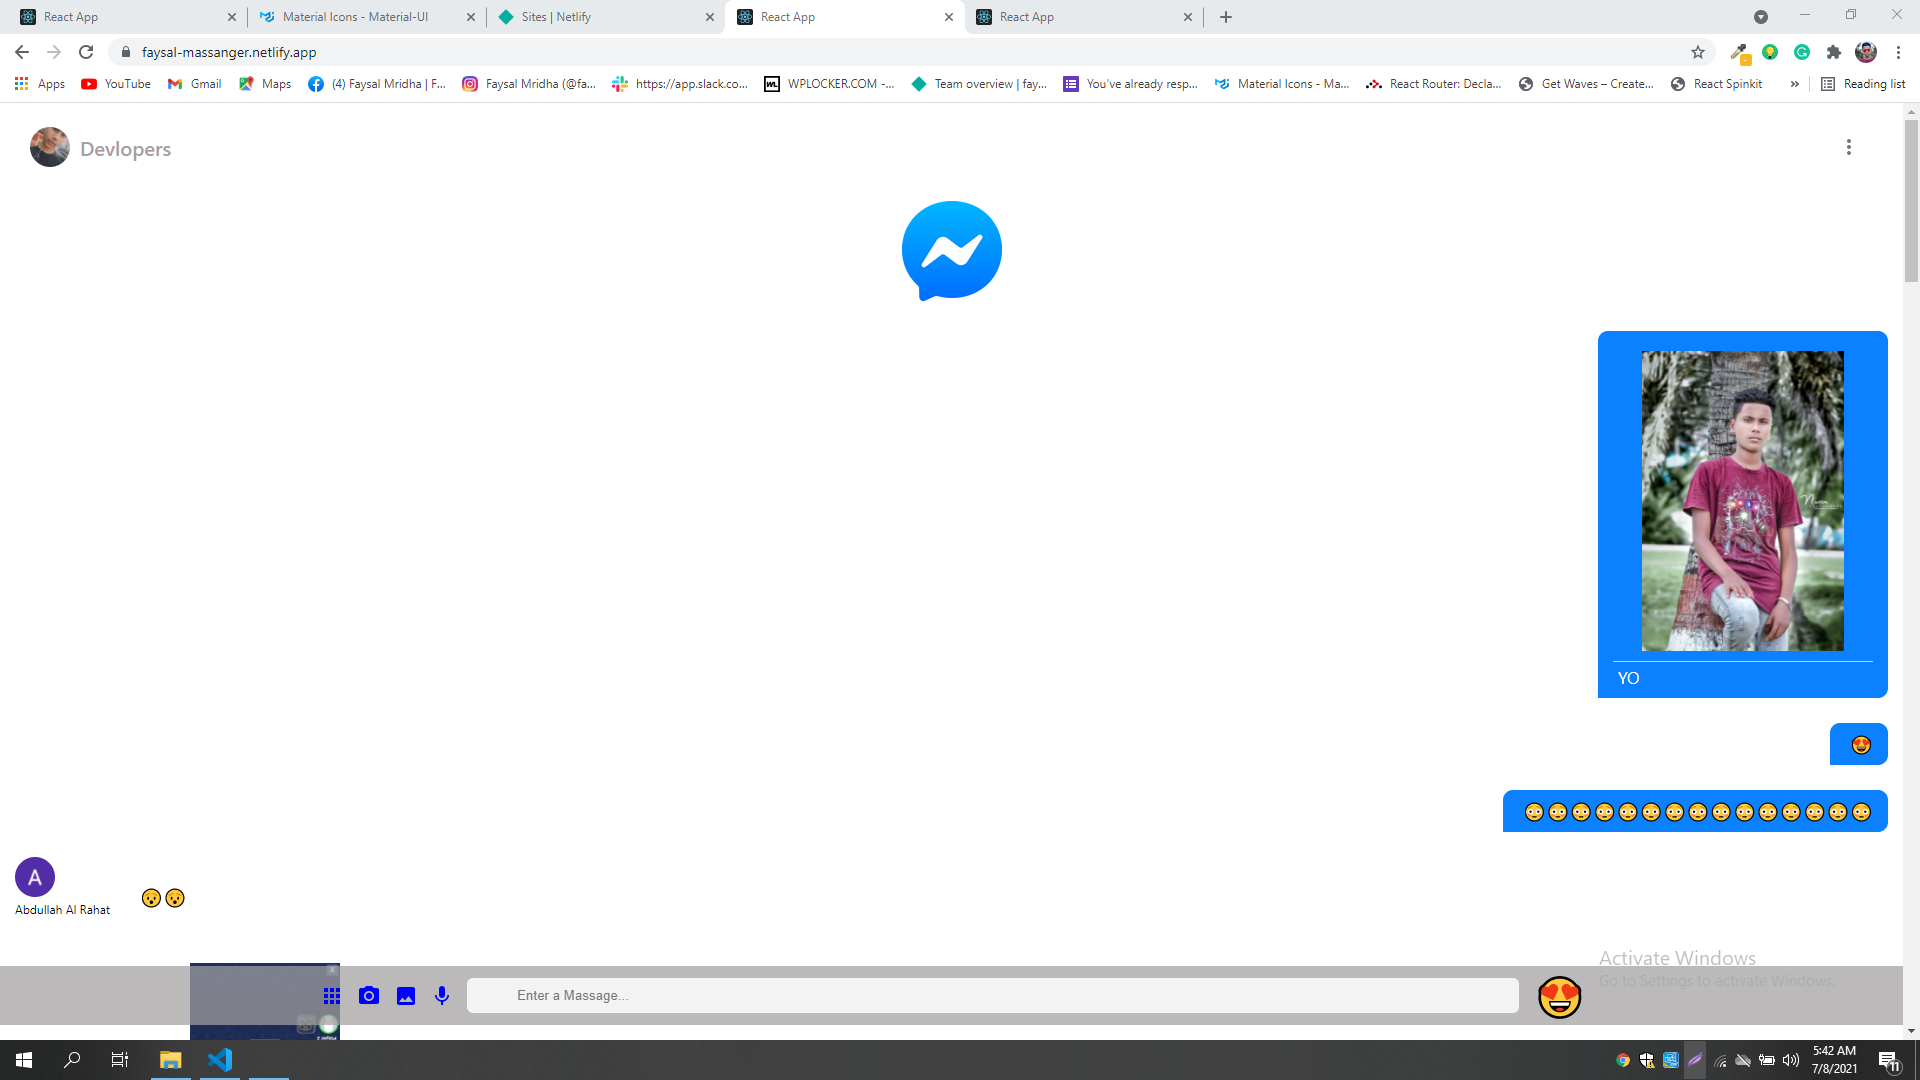 React App
Material Icons - Material-UI
Sites | Netlify
React App
React App
faysal-massanger.netlify.app
Apps
YouTube
Gmail
Maps
(4) Faysal Mridha | F...
Faysal Mridha (@fa...
https://app.slack.co...
WL
WPLOCKER.COM -...
Team overview | fay...
You've already resp...
Material Icons - Ma...
React Router: Decla...
Get Waves – Create...
React Spinkit
»
Reading list
Devlopers
YO
A
Abdullah Al Rahat
Activate Windows
Go to Settings to activate Windows.
Enter a Massage...
5:42 AM
7/8/2021
11